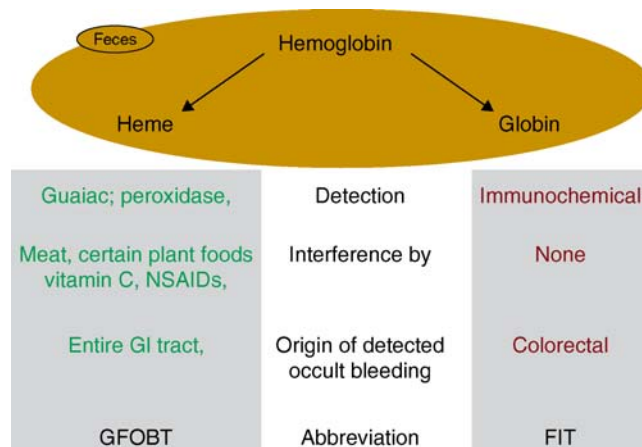 Feces
Hemoglobin
Heme
Globin
Guaiac; peroxidase,
Detection
Immunochemical
Meat, certain plant foods
vitamin C, NSAIDs,
Interference by
None
Entire GI tract,
Origin of detected
occult bleeding
Colorectal
GFOBT
Abbreviation
FIT